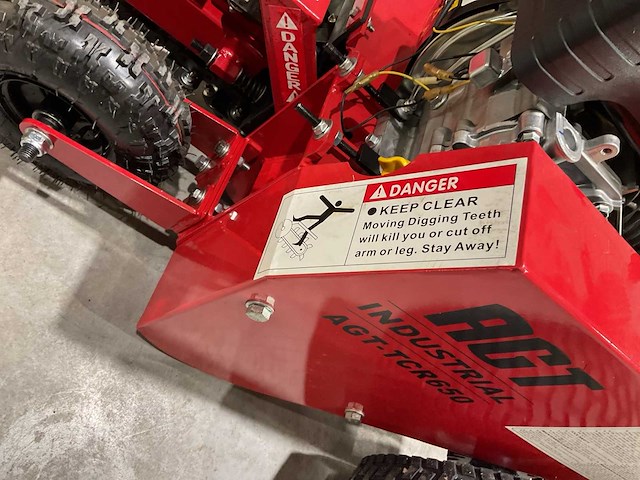 DANGER
DANGER
● KEEP CLEAR
Moving Digging Teeth
will kill you or cut off
arm or leg. Stay Away!
AGT
INDUSTRIAL
AGT-TCR650